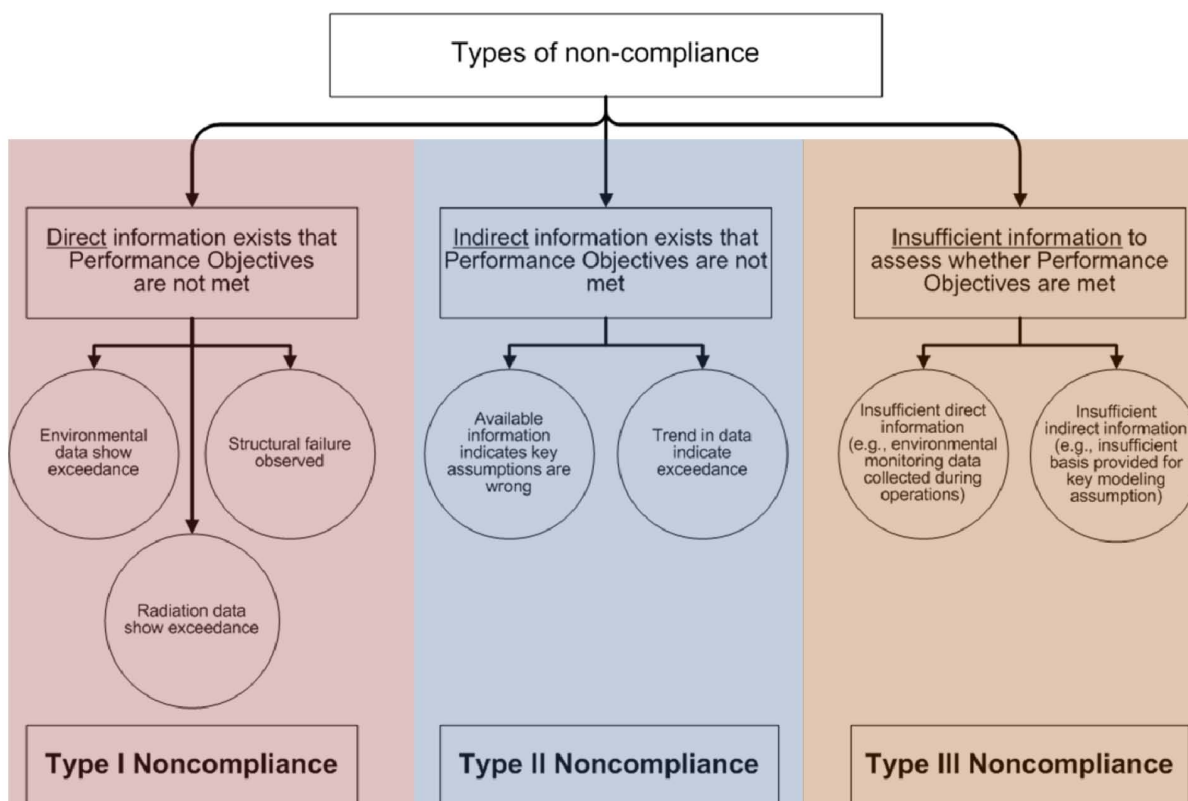 Types of non-compliance
Direct information exists that
Performance Objectives
are not met
Indirect information exists that
Performance Objectives are not
met
Insufficient information to
assess whether Performance
Objectives are met
Environmental
data show
exceedance
Structural failure
observed
Radiation data
show exceedance
Available
information
indicates key
assumptions are
wrong
Trend in data
indicate
exceedance
Insufficient direct
information
(e.g., environmental
monitoring data
collected during
operations)
Insufficient
indirect information
(e.g., insufficient
basis provided for
key modeling
assumption)
Type I Noncompliance
Type II Noncompliance
Type III Noncompliance